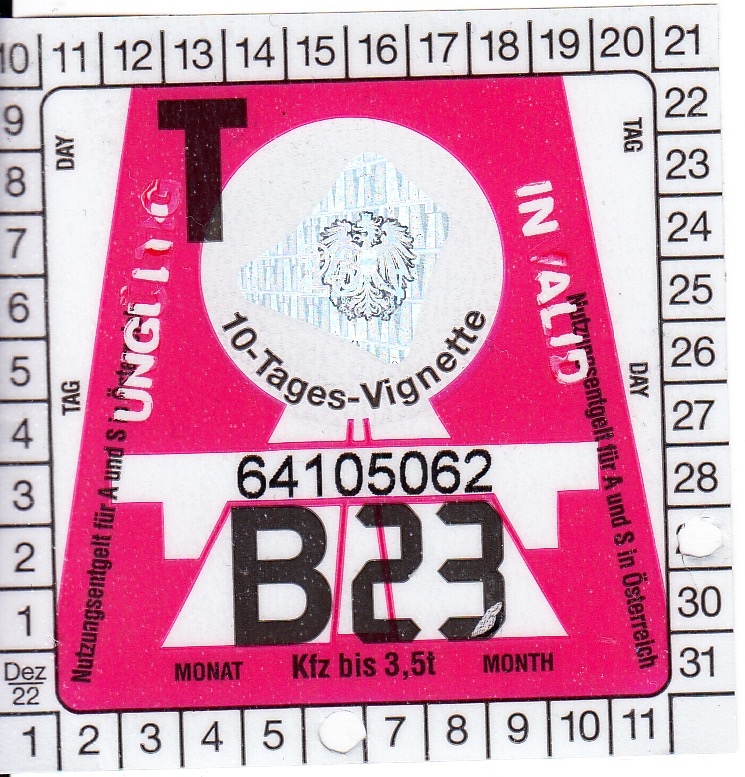 10 11 12 13 14 15 16 17 18 19 20 21
9 22
8 23
7 24
6 25
5 26
4 27
3 28
2
1 30
Dez
22
31
1 2 3 4 5 7 8 9 10 11
DAY
TAG
TAG
DAY
T
UNGÜLTIG
INVALID
10-Tages-Vignette
Nutzungsentgelt für A und S in Österreich
Nutzungsentgelt für A und S in Österreich
64105062
B23
MONAT Kfz bis 3,5t MONTH